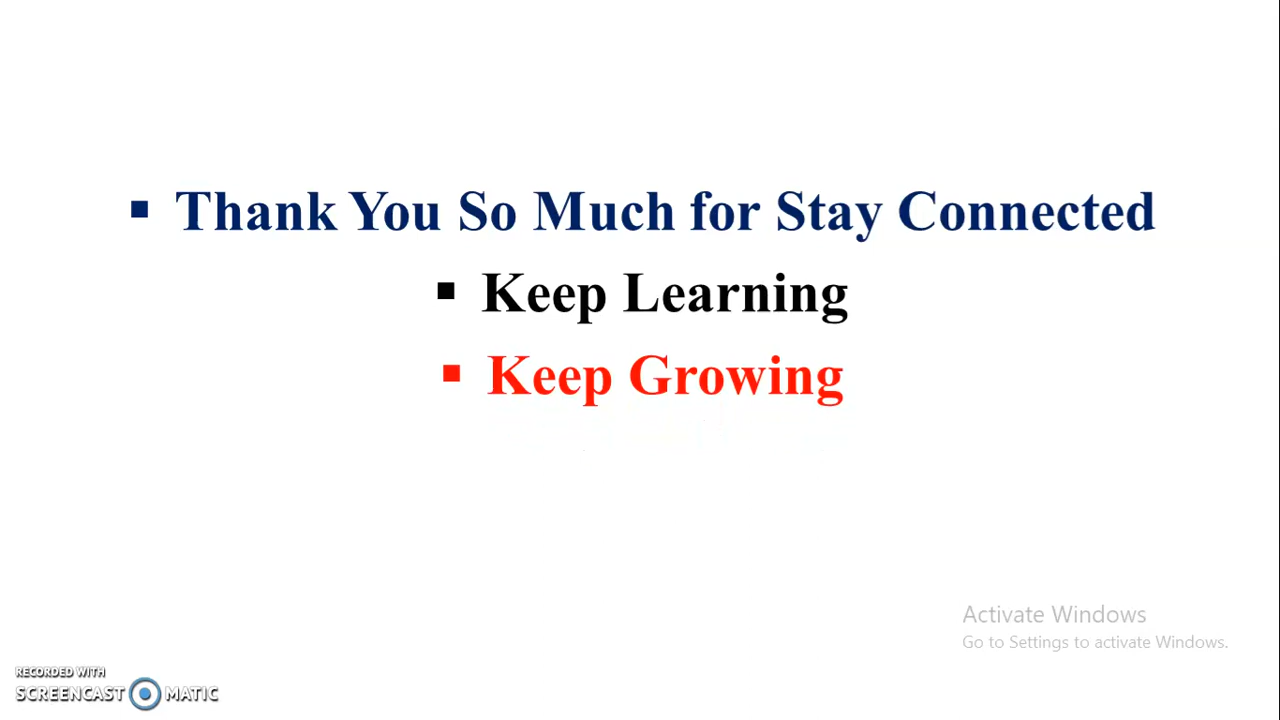 ▪ Thank You So Much for Stay Connected
▪ Keep Learning
▪ Keep Growing
Activate Windows
Go to Settings to activate Windows.
RECORDED WITH
SCREENCAST MATIC